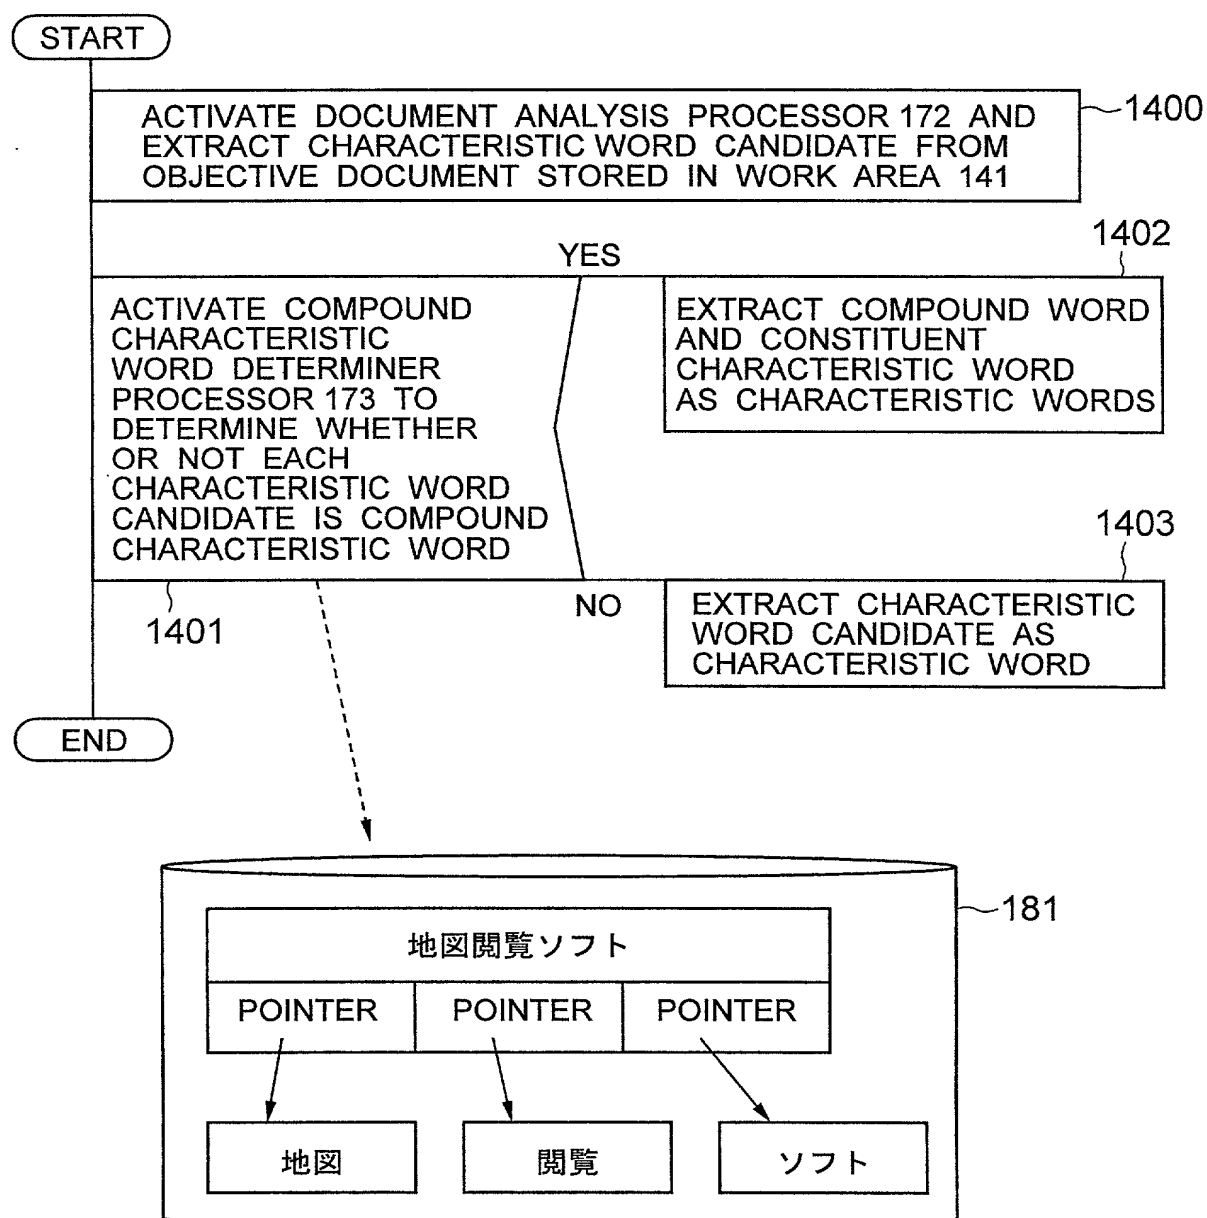 START
ACTIVATE DOCUMENT ANALYSIS PROCESSOR 172 AND
EXTRACT CHARACTERISTIC WORD CANDIDATE FROM
OBJECTIVE DOCUMENT STORED IN WORK AREA 141
1400
YES
1402
ACTIVATE COMPOUND
CHARACTERISTIC
WORD DETERMINER
PROCESSOR 173 TO
DETERMINE WHETHER
OR NOT EACH
CHARACTERISTIC WORD
CANDIDATE IS COMPOUND
CHARACTERISTIC WORD
EXTRACT COMPOUND WORD
AND CONSTITUENT
CHARACTERISTIC WORD
AS CHARACTERISTIC WORDS
1401
NO
1403
EXTRACT CHARACTERISTIC
WORD CANDIDATE AS
CHARACTERISTIC WORD
END
181
地図閲覧ソフト
POINTER POINTER POINTER
地図 閲覧 ソフト